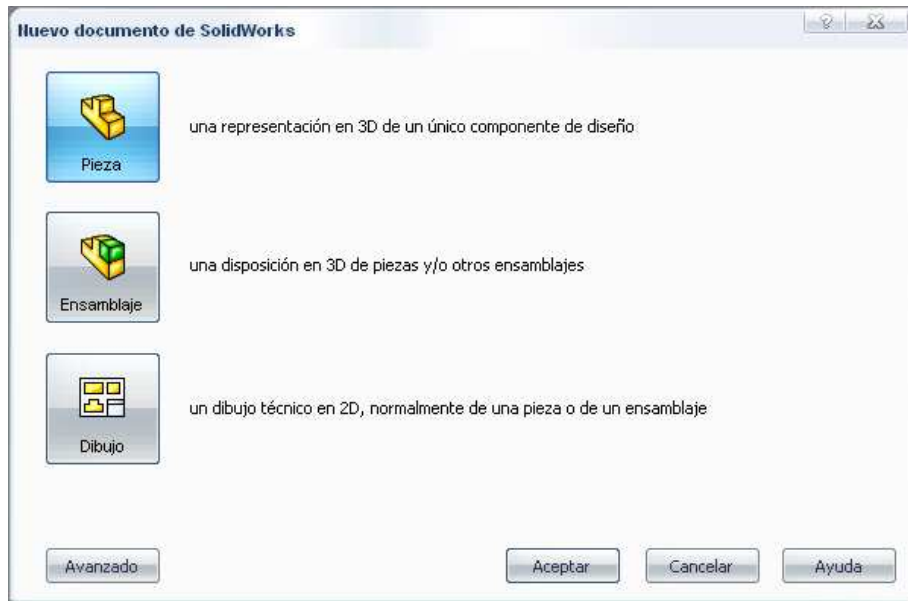 Nuevo documento de SolidWorks
Pieza
una representación en 3D de un único componente de diseño
Ensamblaje
una disposición en 3D de piezas y/o otros ensamblajes
Dibujo
un dibujo técnico en 2D, normalmente de una pieza o de un ensamblaje
Avanzado Aceptar Cancelar Ayuda